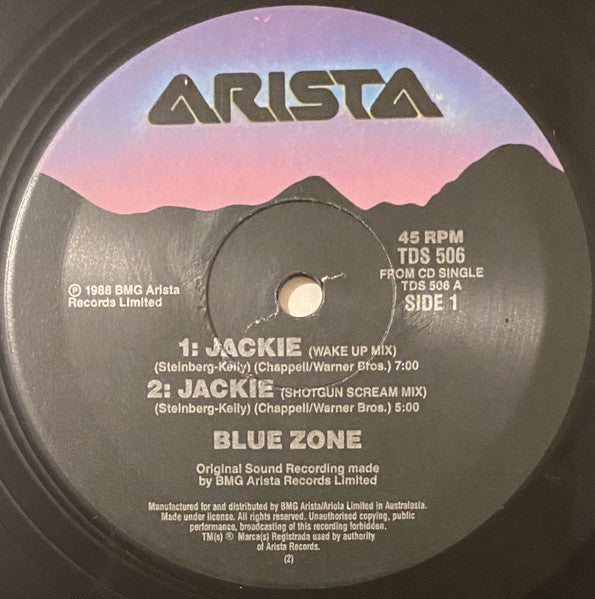 ARISTA
45 RPM
TDS 506
FROM CD SINGLE
TDS 506 A
SIDE 1
℗ 1988 BMG Arista
Records Limited
1: JACKIE (WAKE UP MIX)
(Steinberg-Kelly) (Chappell/Warner Bros.) 7:00
2: JACKIE (SHOTGUN SCREAM MIX)
(Steinberg-Kelly) (Chappell/Warner Bros.) 5:00
BLUE ZONE
Original Sound Recording made
by BMG Arista Records Limited
Manufactured for and distributed by BMG Arista/Ariola Limited in Australasia.
Made under license. All rights reserved. Unauthorised copying, public
performance, broadcasting of this recording forbidden.
TM(s) ® Marca(s) Registrada used by authority
of Arista Records.
(2)